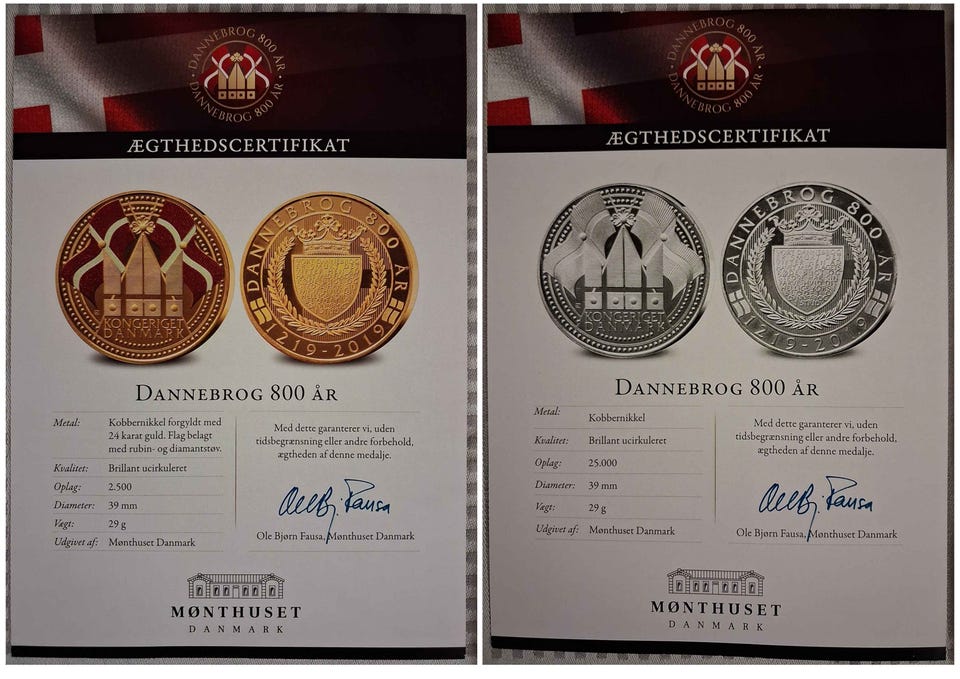 DANNEBROG 800 ÅR
DANNEBROG 800 ÅR
ÆGTHEDSCERTIFIKAT
KONGERIGET
DANMARK
DANNEBROG 800 ÅR
1219-2019
DANNEBROG 800 ÅR
Metal: Kobbernikkel forgyldt med
24 karat guld. Flag belagt
med rubin- og diamantstøv.
Kvalitet: Brillant ucirkuleret
Oplag: 2.500
Diameter: 39 mm
Vægt: 29 g
Udgivet af: Mønthuset Danmark
Med dette garanterer vi, uden
tidsbegrænsning eller andre forbehold,
ægtheden af denne medalje.
Ole Bjørn Fausa, Mønthuset Danmark
MØNTHUSET
DANMARK
DANNEBROG 800 ÅR
DANNEBROG 800 ÅR
ÆGTHEDSCERTIFIKAT
KONGERIGET
DANMARK
DANNEBROG 800 ÅR
1219-2019
DANNEBROG 800 ÅR
Metal: Kobbernikkel
Kvalitet: Brillant ucirkuleret
Oplag: 25.000
Diameter: 39 mm
Vægt: 29 g
Udgivet af: Mønthuset Danmark
Med dette garanterer vi, uden
tidsbegrænsning eller andre forbehold,
ægtheden af denne medalje.
Ole Bjørn Fausa, Mønthuset Danmark
MØNTHUSET
DANMARK